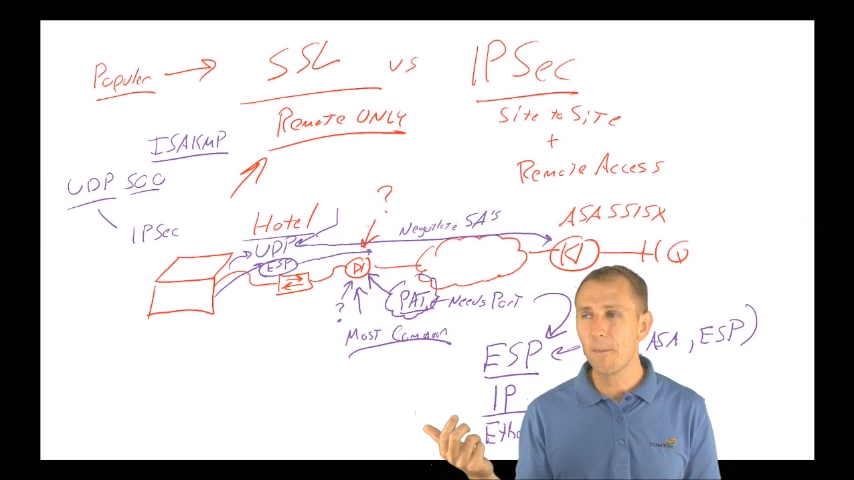 Popular → SSL vs IPSec
Remote ONLY
Site to SiTe
+
Remote Access
ISAKMP
UDP 500
IPSec
Hotel
?
Negotiate SA's
ASA 5515X
UDP
ESP
HQ
?
PAT
Needs Port
Most Common
ESP
ASA, ESP)
IP